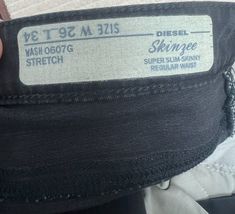 SIZE W 26 L 34
WASH 0607G
STRETCH
DIESEL
Skinzee
SUPER SLIM-SKINNY
REGULAR WAIST